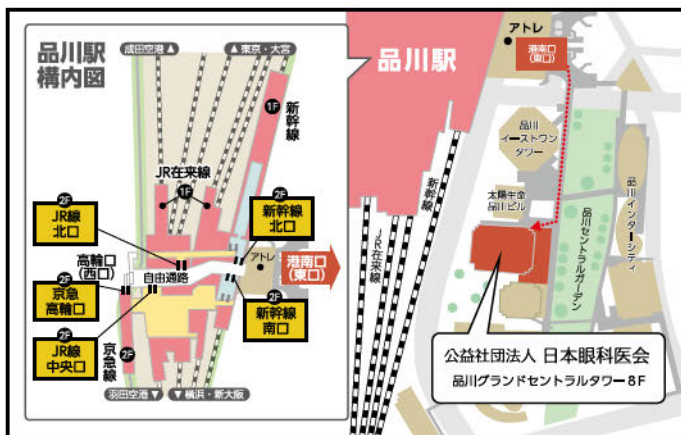 品川駅
構内図
成田空港 ▲
▲ 東京・大宮
1F
新幹線
JR在来線
1F
2F
JR線
北口
2F
新幹線
北口
高輪口
(西口)
自由通路
アトレ
港南口
(東口)
2F
京急
高輪口
2F
新幹線
南口
2F
JR線
中央口
京急線
2F
羽田空港 ▼
▼ 横浜・新大阪
品川駅
アトレ
港南口
(東口)
品川
イーストワン
タワー
新幹線
JR在来線
太陽生命
品川ビル
品川セントラルガーデン
品川インターシティ
公益社団法人 日本眼科医会
品川グランドセントラルタワー 8F